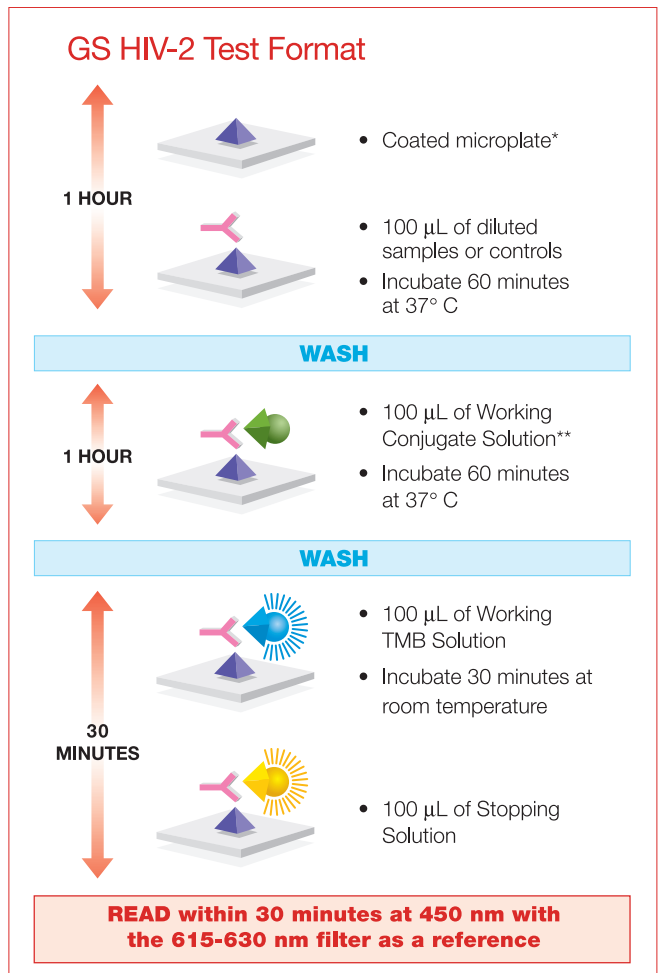 GS HIV-2 Test Format
1 HOUR
• Coated microplate*
• 100 µL of diluted
samples or controls
• Incubate 60 minutes
at 37° C
WASH
1 HOUR
• 100 µL of Working
Conjugate Solution**
• Incubate 60 minutes
at 37° C
WASH
30
MINUTES
• 100 µL of Working
TMB Solution
• Incubate 30 minutes at
room temperature
• 100 µL of Stopping
Solution
READ within 30 minutes at 450 nm with
the 615-630 nm filter as a reference